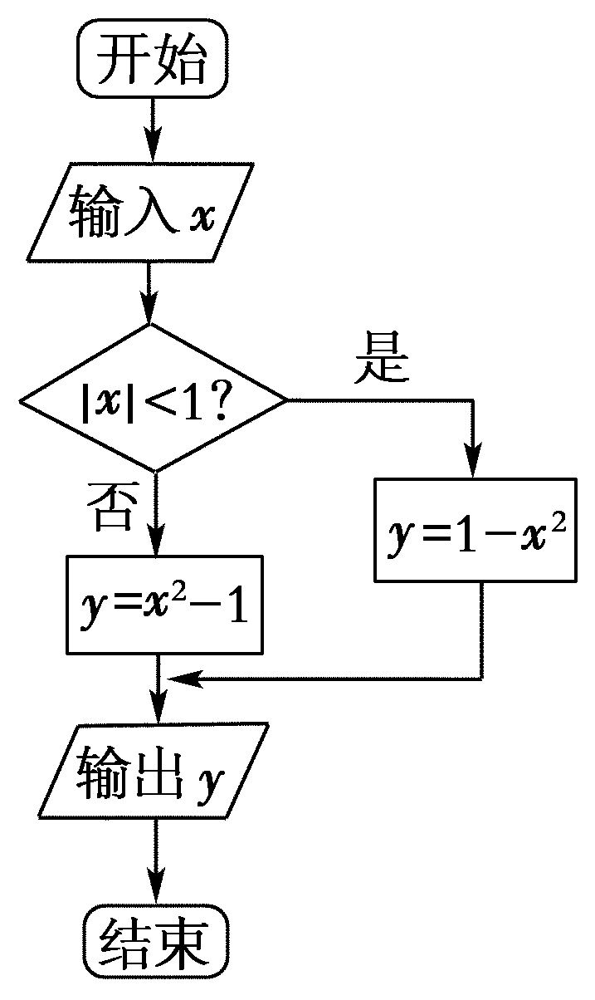 开始
输入 x
|x|<1?
是
否
y=1-x²
y=x²-1
输出 y
结束